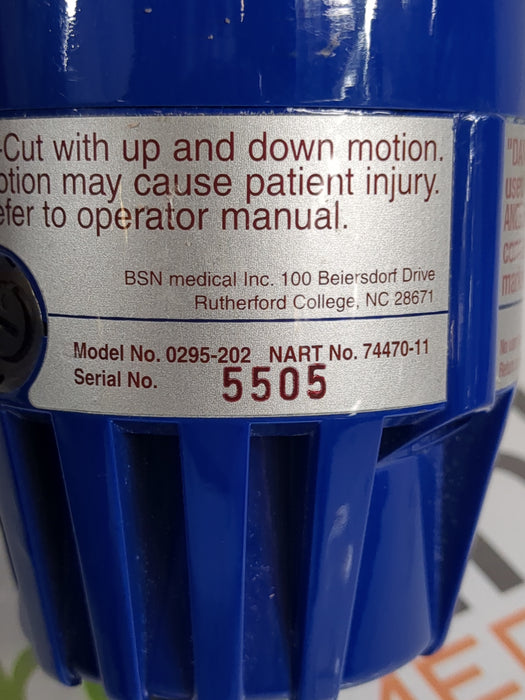 -Cut with up and down motion.
otion may cause patient injury.
efer to operator manual.
BSN medical Inc. 100 Beiersdorf Drive
Rutherford College, NC 28671
Model No. 0295-202 NART No. 74470-11
Serial No. 5505